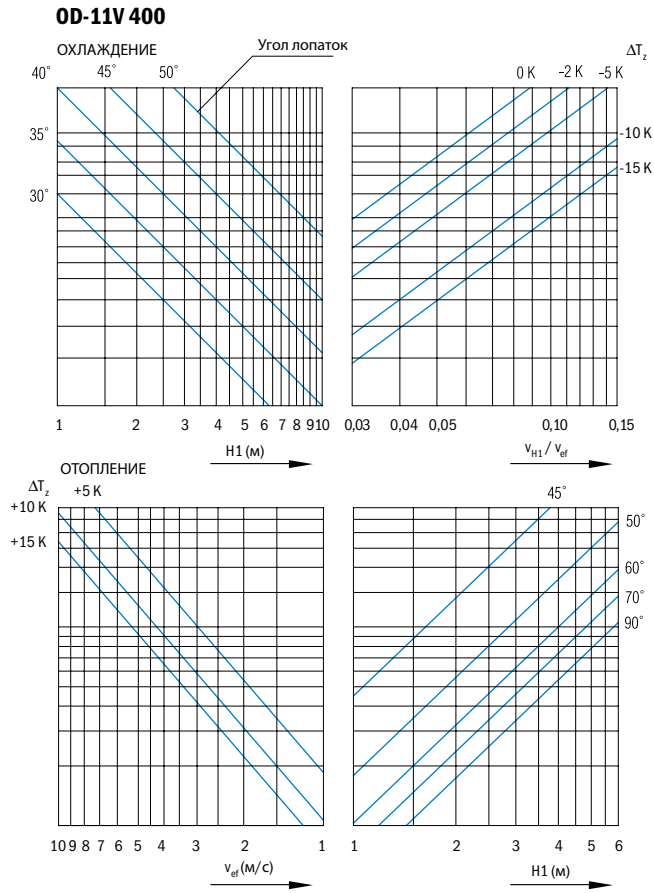 OD-11V 400
ОХЛАЖДЕНИЕ
Угол лопаток
40° 45° 50°
35°
30°
ΔTz
0 K -2 K -5 K
-10 K
-15 K
1 2 3 4 5 6 7 8 9 10
H1 (м)
0,03 0,04 0,05 0,10 0,15
vH1 / vef
ОТОПЛЕНИЕ
ΔTz +5 K
+10 K
+15 K
45°
50°
60°
70°
90°
10 9 8 7 6 5 4 3 2 1
vef (м/с)
1 2 3 4 5 6
H1 (м)